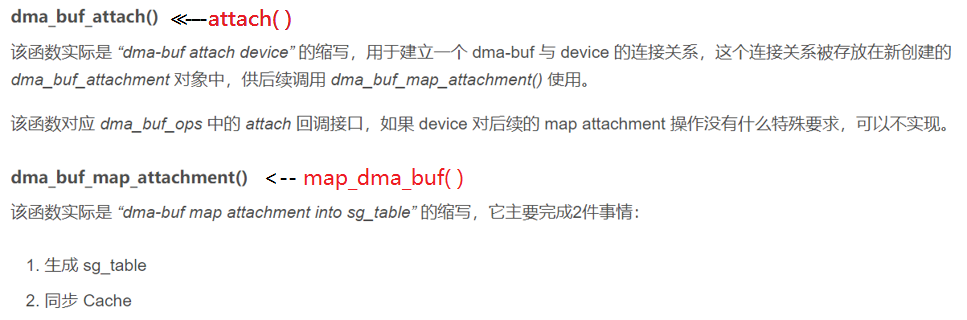 dma_buf_attach() <<---attach( )
该函数实际是 “dma-buf attach device” 的缩写，用于建立一个 dma-buf 与 device 的连接关系，这个连接关系被存放在新创建的
dma_buf_attachment 对象中，供后续调用 dma_buf_map_attachment() 使用。
该函数对应 dma_buf_ops 中的 attach 回调接口，如果 device 对后续的 map attachment 操作没有什么特殊要求，可以不实现。
dma_buf_map_attachment() <-- map_dma_buf( )
该函数实际是 “dma-buf map attachment into sg_table” 的缩写，它主要完成2件事情：
1. 生成 sg_table
2. 同步 Cache